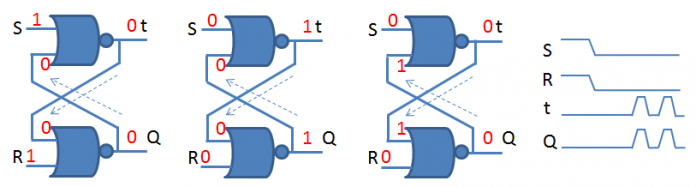 S 1 0 t
0
0
R 1 0 Q
S 0 1 t
0
0
R 0 1 Q
S 0 0 t
1
1
R 0 0 Q
S
R
t
Q